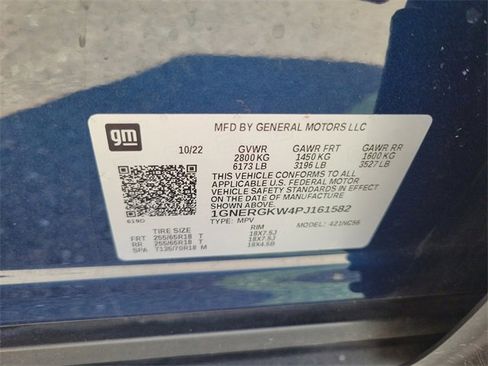 gm
MFD BY GENERAL MOTORS LLC
10/22 GVWR GAWR FRT GAWR RR
2800 KG 1450 KG 1600 KG
6173 LB 3196 LB 3527 LB
THIS VEHICLE CONFORMS TO ALL
APPLICABLE U.S. FEDERAL MOTOR
VEHICLE SAFETY STANDARDS IN EFFECT
ON THE DATE OF MANUFACTURE SHOWN ABOVE
1GNERGKW4PJ161582
TYPE: MPV MODEL: 421NC56
619D
TIRE SIZE RIM
FRT 255/65R18 T 18X7.5J
RR 255/65R18 T 18X7.5J
SPA T135/70R18 M 18X4.5B